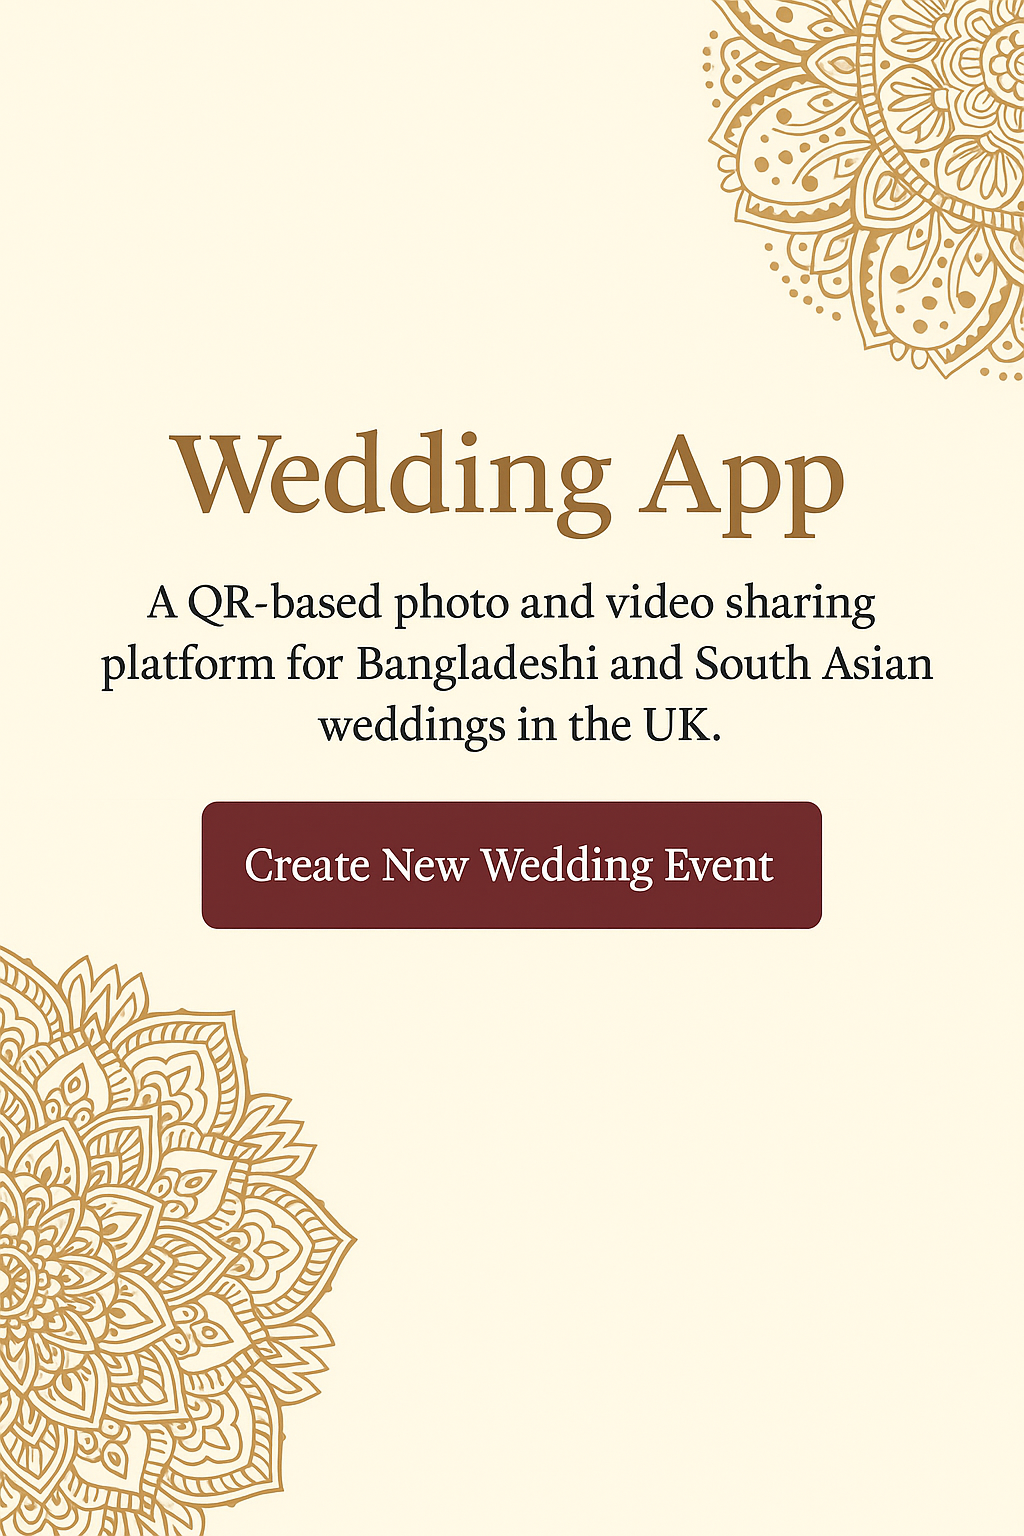 Wedding App
A QR-based photo and video sharing
platform for Bangladeshi and South Asian
weddings in the UK.
Create New Wedding Event